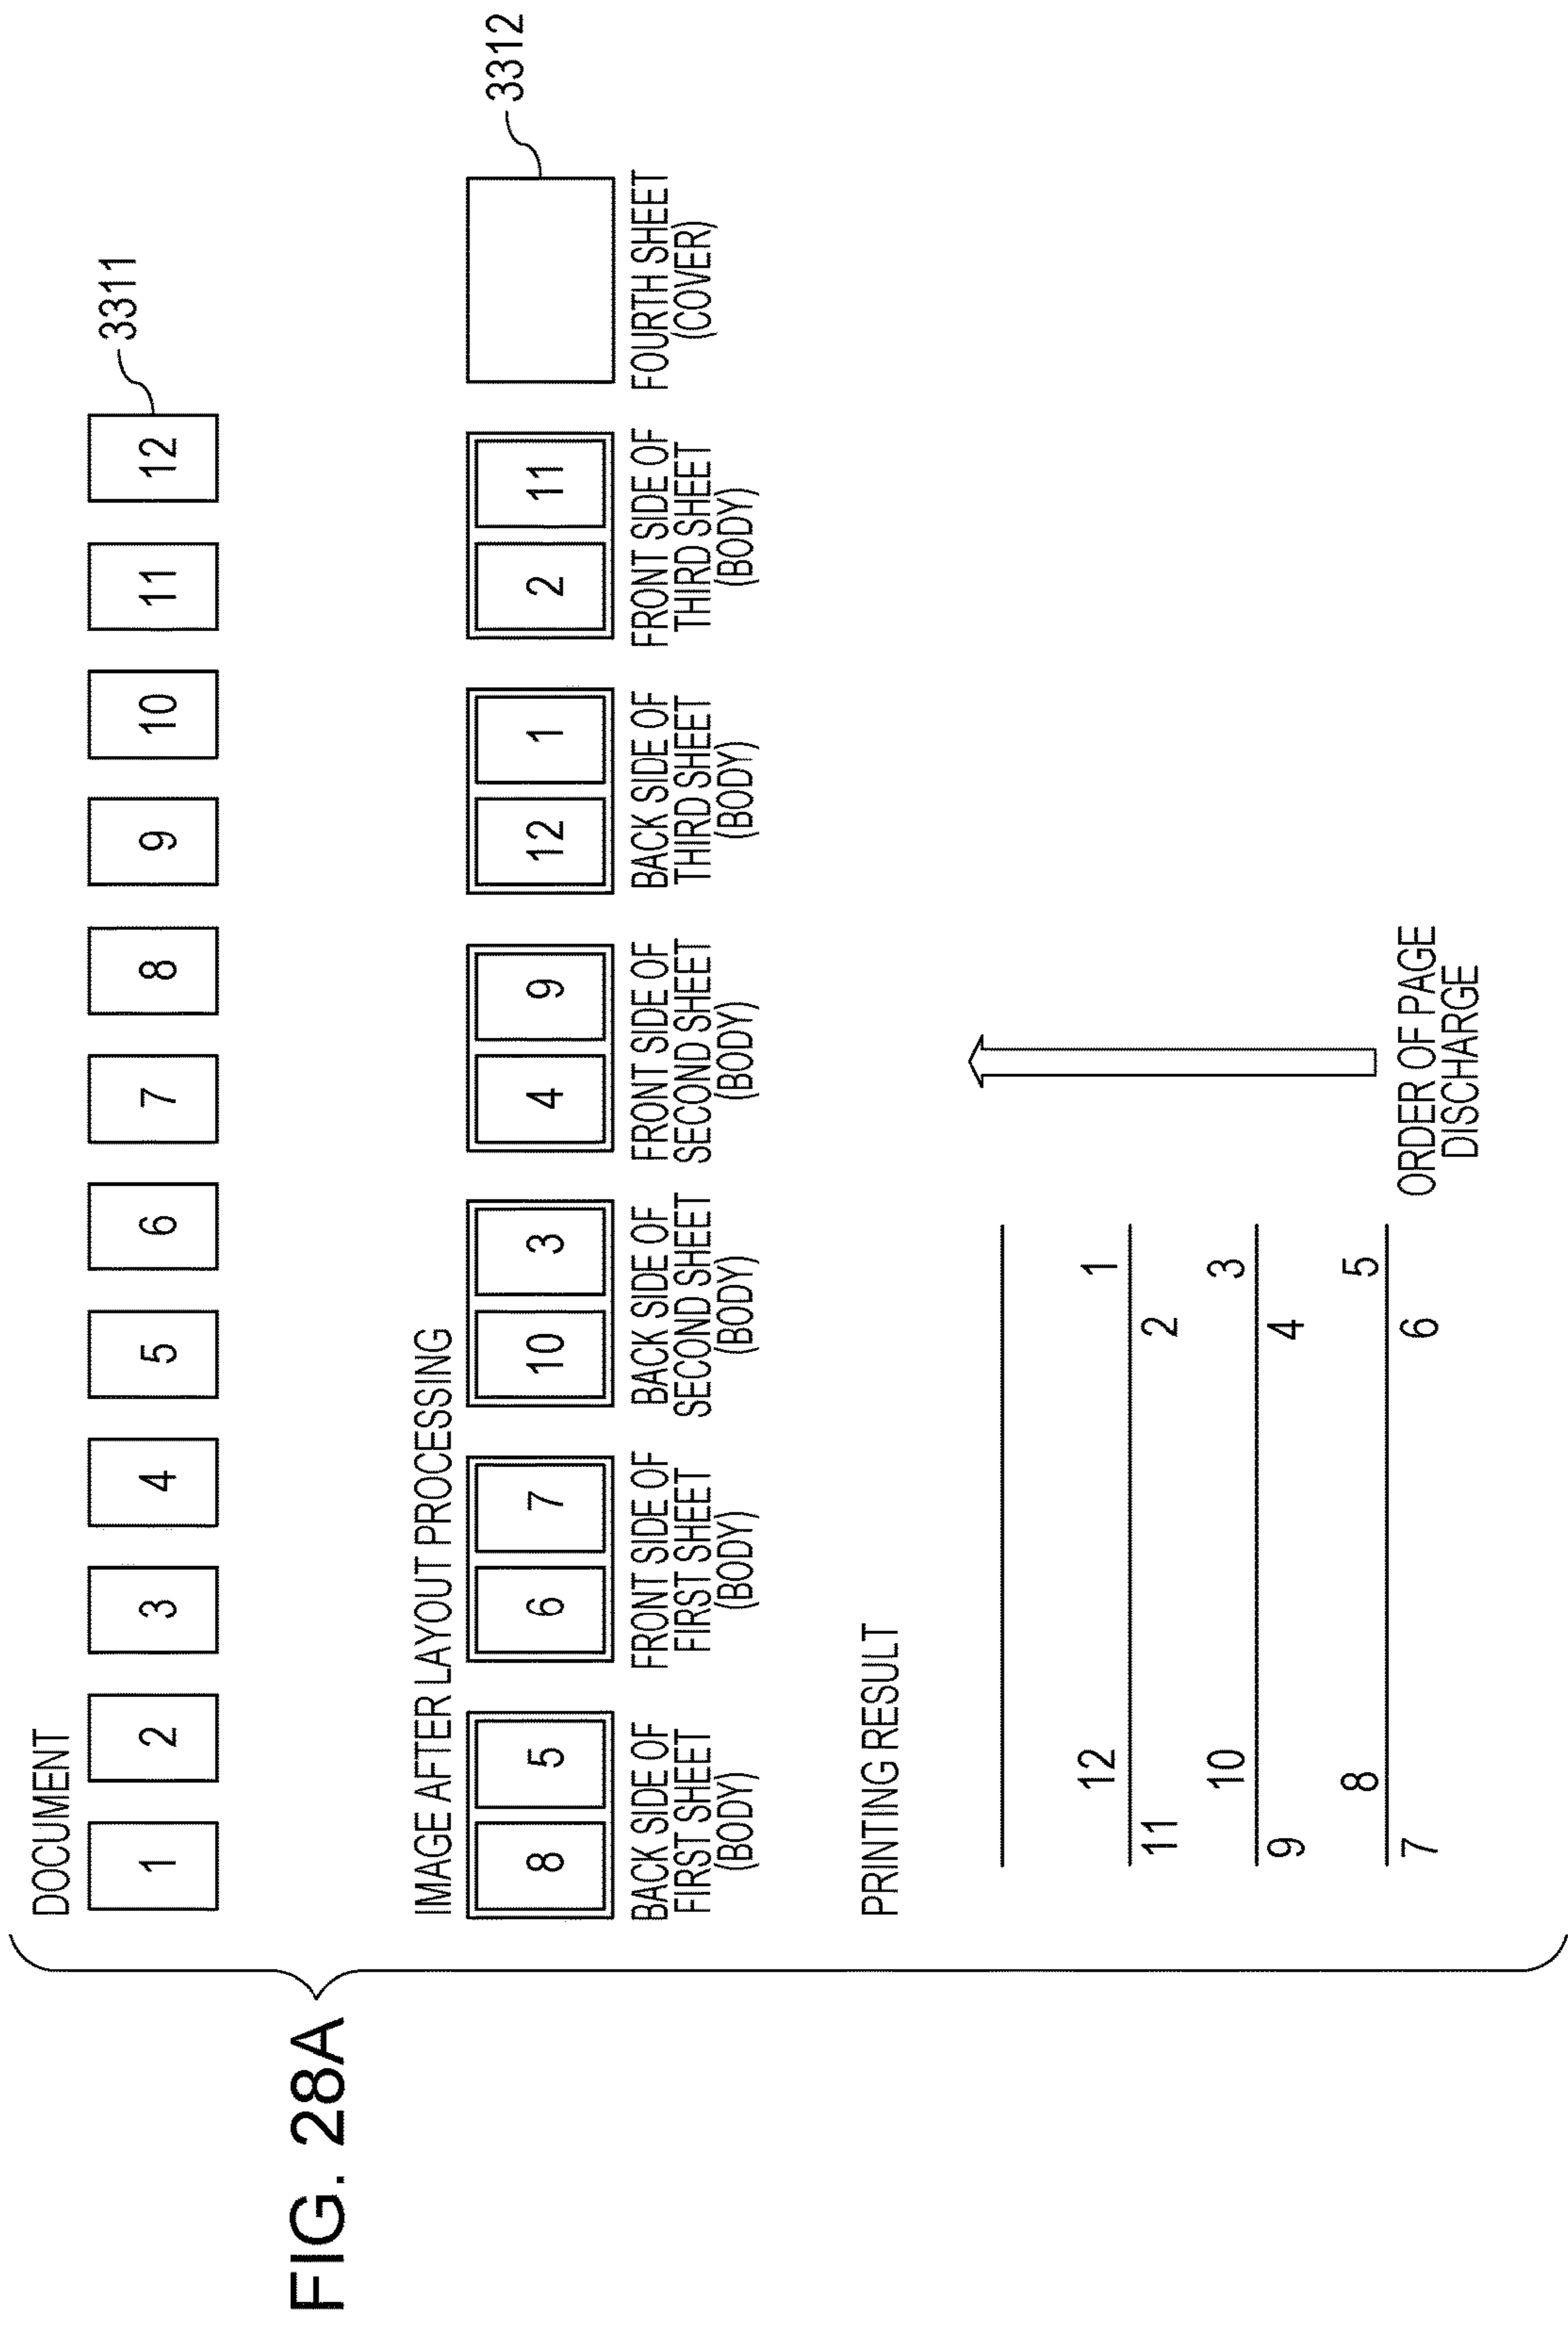 FIG. 28A
DOCUMENT
1 2 3 4 5 6 7 8 9 10 11 12
3311
IMAGE AFTER LAYOUT PROCESSING
8 5 6 7 10 3 4 9 12 1 2 11
3312
BACK SIDE OF
FIRST SHEET
(BODY)
FRONT SIDE OF
FIRST SHEET
(BODY)
BACK SIDE OF
SECOND SHEET
(BODY)
FRONT SIDE OF
SECOND SHEET
(BODY)
BACK SIDE OF
THIRD SHEET
(BODY)
FRONT SIDE OF
THIRD SHEET
(BODY)
FOURTH SHEET
(COVER)
PRINTING RESULT
12 1
11 2
10 3
9 4
8 5
7 6
ORDER OF PAGE
DISCHARGE